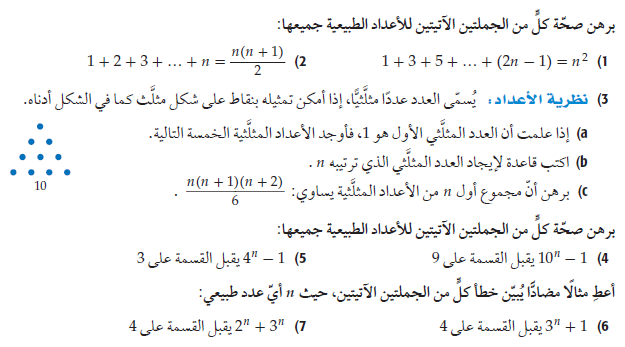 برهن صحّة كلٍّ من الجملتين الآتيتين للأعداد الطبيعية جميعها:
(1 1 + 3 + 5 + … + (2n − 1) = n² (2 1 + 2 + 3 + … + n = n(n + 1)/2
(3 نظرية الأعداد: يُسمّى العدد عددًا مثلَّثيًّا، إذا أمكن تمثيله بنقاط على شكل مثلَّث كما في الشكل أدناه.
(a إذا علمت أن العدد المثلَّثي الأول هو 1، فأوجد الأعداد المثلَّثية الخمسة التالية.
(b اكتب قاعدة لإيجاد العدد المثلَّثي الذي ترتيبه n .
10
(c برهن أنّ مجموع أول n من الأعداد المثلَّثية يساوي: n(n + 1)(n + 2)/6 .
برهن صحّة كلٍّ من الجملتين الآتيتين للأعداد الطبيعية جميعها:
(4 10ⁿ − 1 يقبل القسمة على 9 (5 4ⁿ − 1 يقبل القسمة على 3
أعطِ مثالًا مضادًّا يُبيّن خطأ كلٍّ من الجملتين الآتيتين، حيث n أيّ عدد طبيعي:
(6 3ⁿ + 1 يقبل القسمة على 4 (7 2ⁿ + 3ⁿ يقبل القسمة على 4